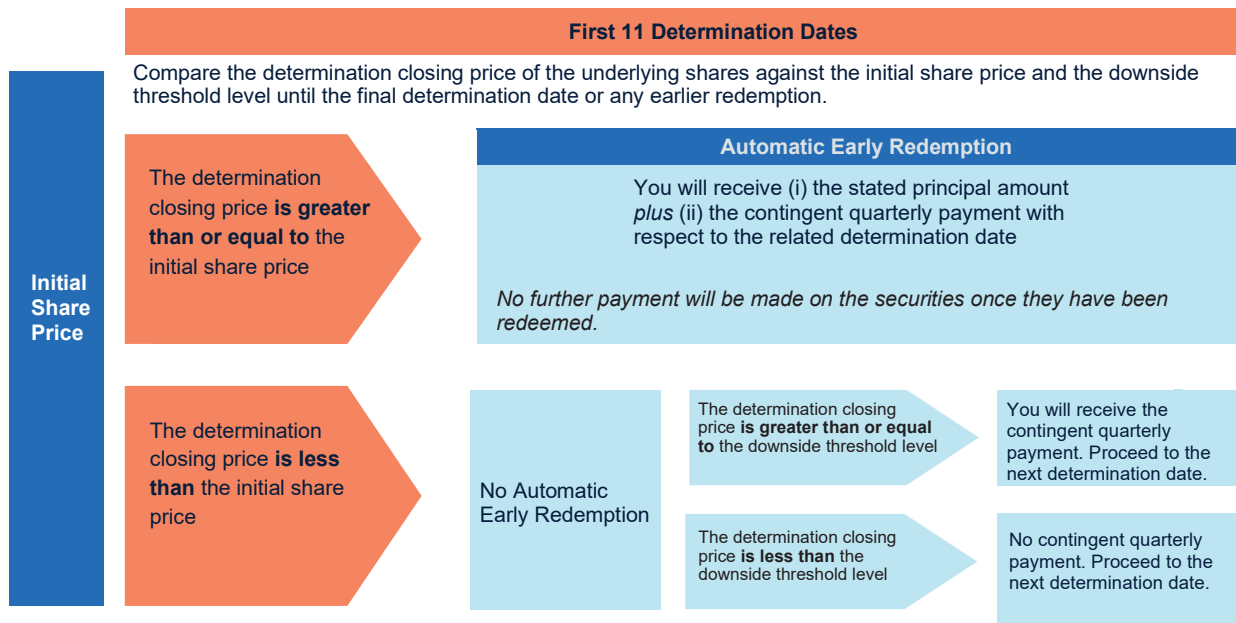 First 11 Determination Dates
Compare the determination closing price of the underlying shares against the initial share price and the downside
threshold level until the final determination date or any earlier redemption.
Initial
Share
Price
The determination
closing price is greater
than or equal to the
initial share price
Automatic Early Redemption
You will receive (i) the stated principal amount
plus (ii) the contingent quarterly payment with
respect to the related determination date
No further payment will be made on the securities once they have been
redeemed.
The determination
closing price is less
than the initial share
price
No Automatic
Early Redemption
The determination closing
price is greater than or equal
to the downside threshold level
You will receive the
contingent quarterly
payment. Proceed to the
next determination date.
The determination closing
price is less than the
downside threshold level
No contingent quarterly
payment. Proceed to the
next determination date.